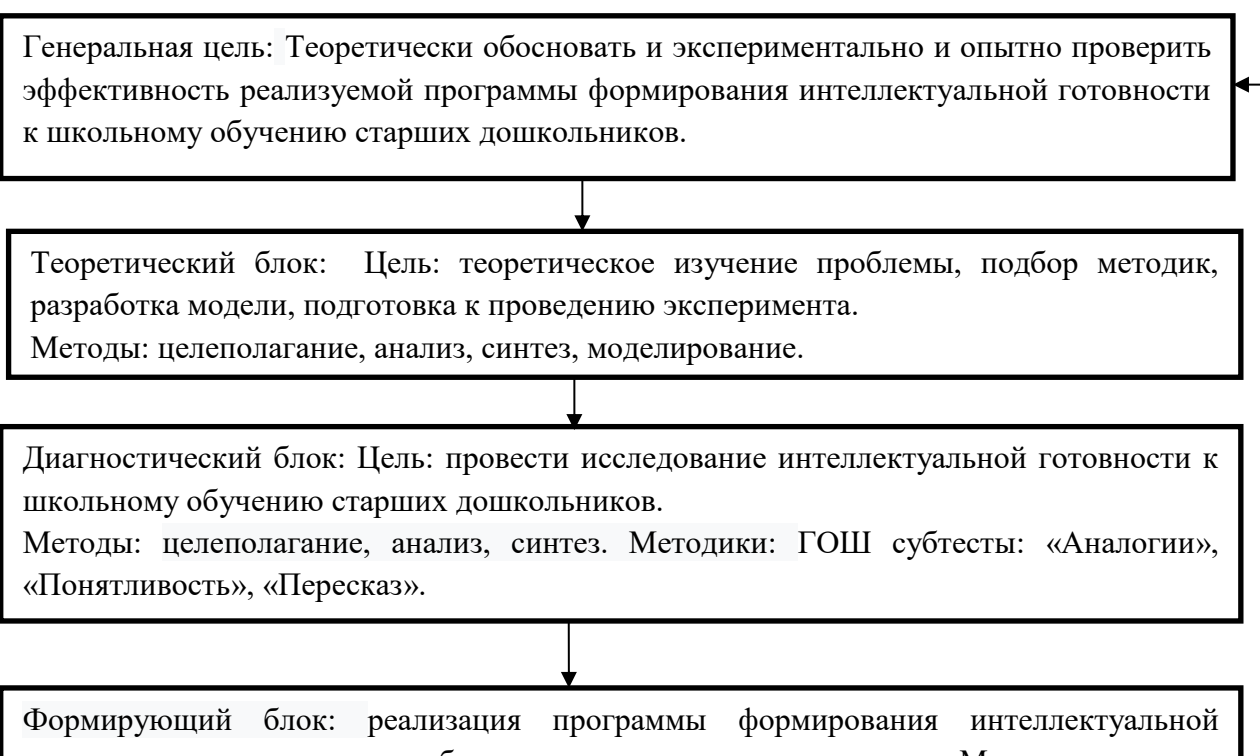 Генеральная цель: Теоретически обосновать и экспериментально и опытно проверить
эффективность реализуемой программы формирования интеллектуальной готовности
к школьному обучению старших дошкольников.
Теоретический блок: Цель: теоретическое изучение проблемы, подбор методик,
разработка модели, подготовка к проведению эксперимента.
Методы: целеполагание, анализ, синтез, моделирование.
Диагностический блок: Цель: провести исследование интеллектуальной готовности к
школьному обучению старших дошкольников.
Методы: целеполагание, анализ, синтез. Методики: ГОШ субтесты: «Аналогии»,
«Понятливость», «Пересказ».
Формирующий блок: реализация программы формирования интеллектуальной